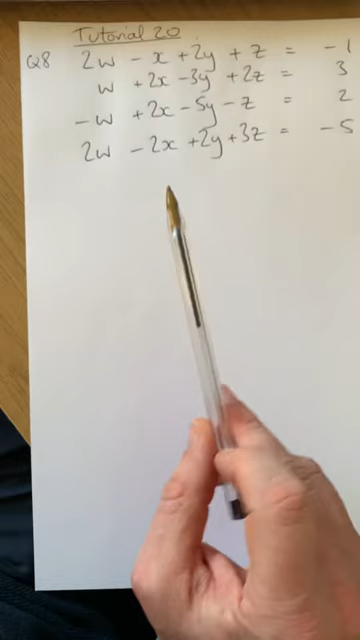 Tutorial 20
Q8 2w - x + 2y + z = -1
w + 2x - 3y + 2z = 3
-w + 2x - 5y - z = 2
2w - 2x + 2y + 3z = -5